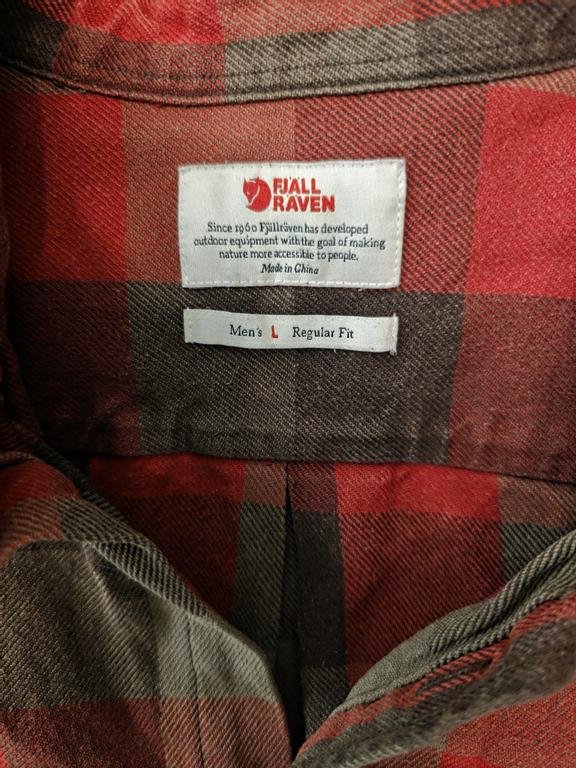 FJÄLL
RÄVEN
Since 1960 Fjällräven has developed
outdoor equipment with the goal of making
nature more accessible to people.
Made in China
Men's L Regular Fit